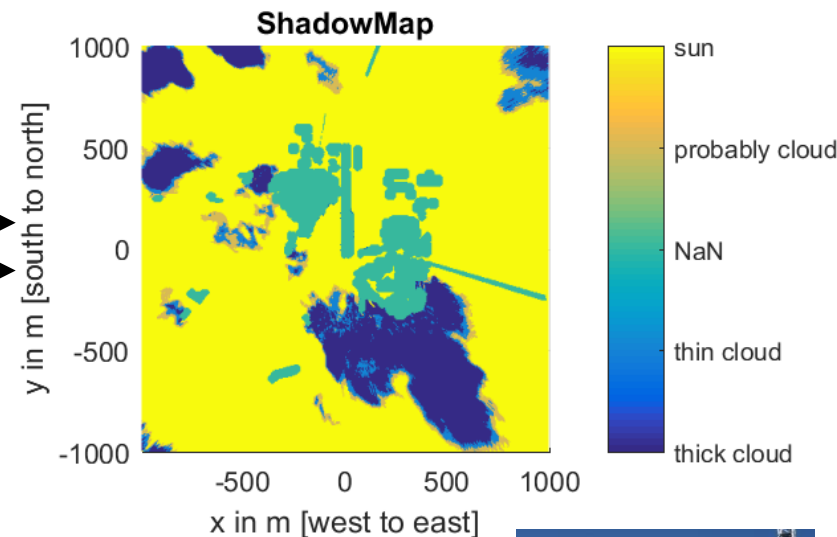 ShadowMap
1000
500
0
-500
-1000
y in m [south to north]
-500
0
500
1000
x in m [west to east]
sun
probably cloud
NaN
thin cloud
thick cloud